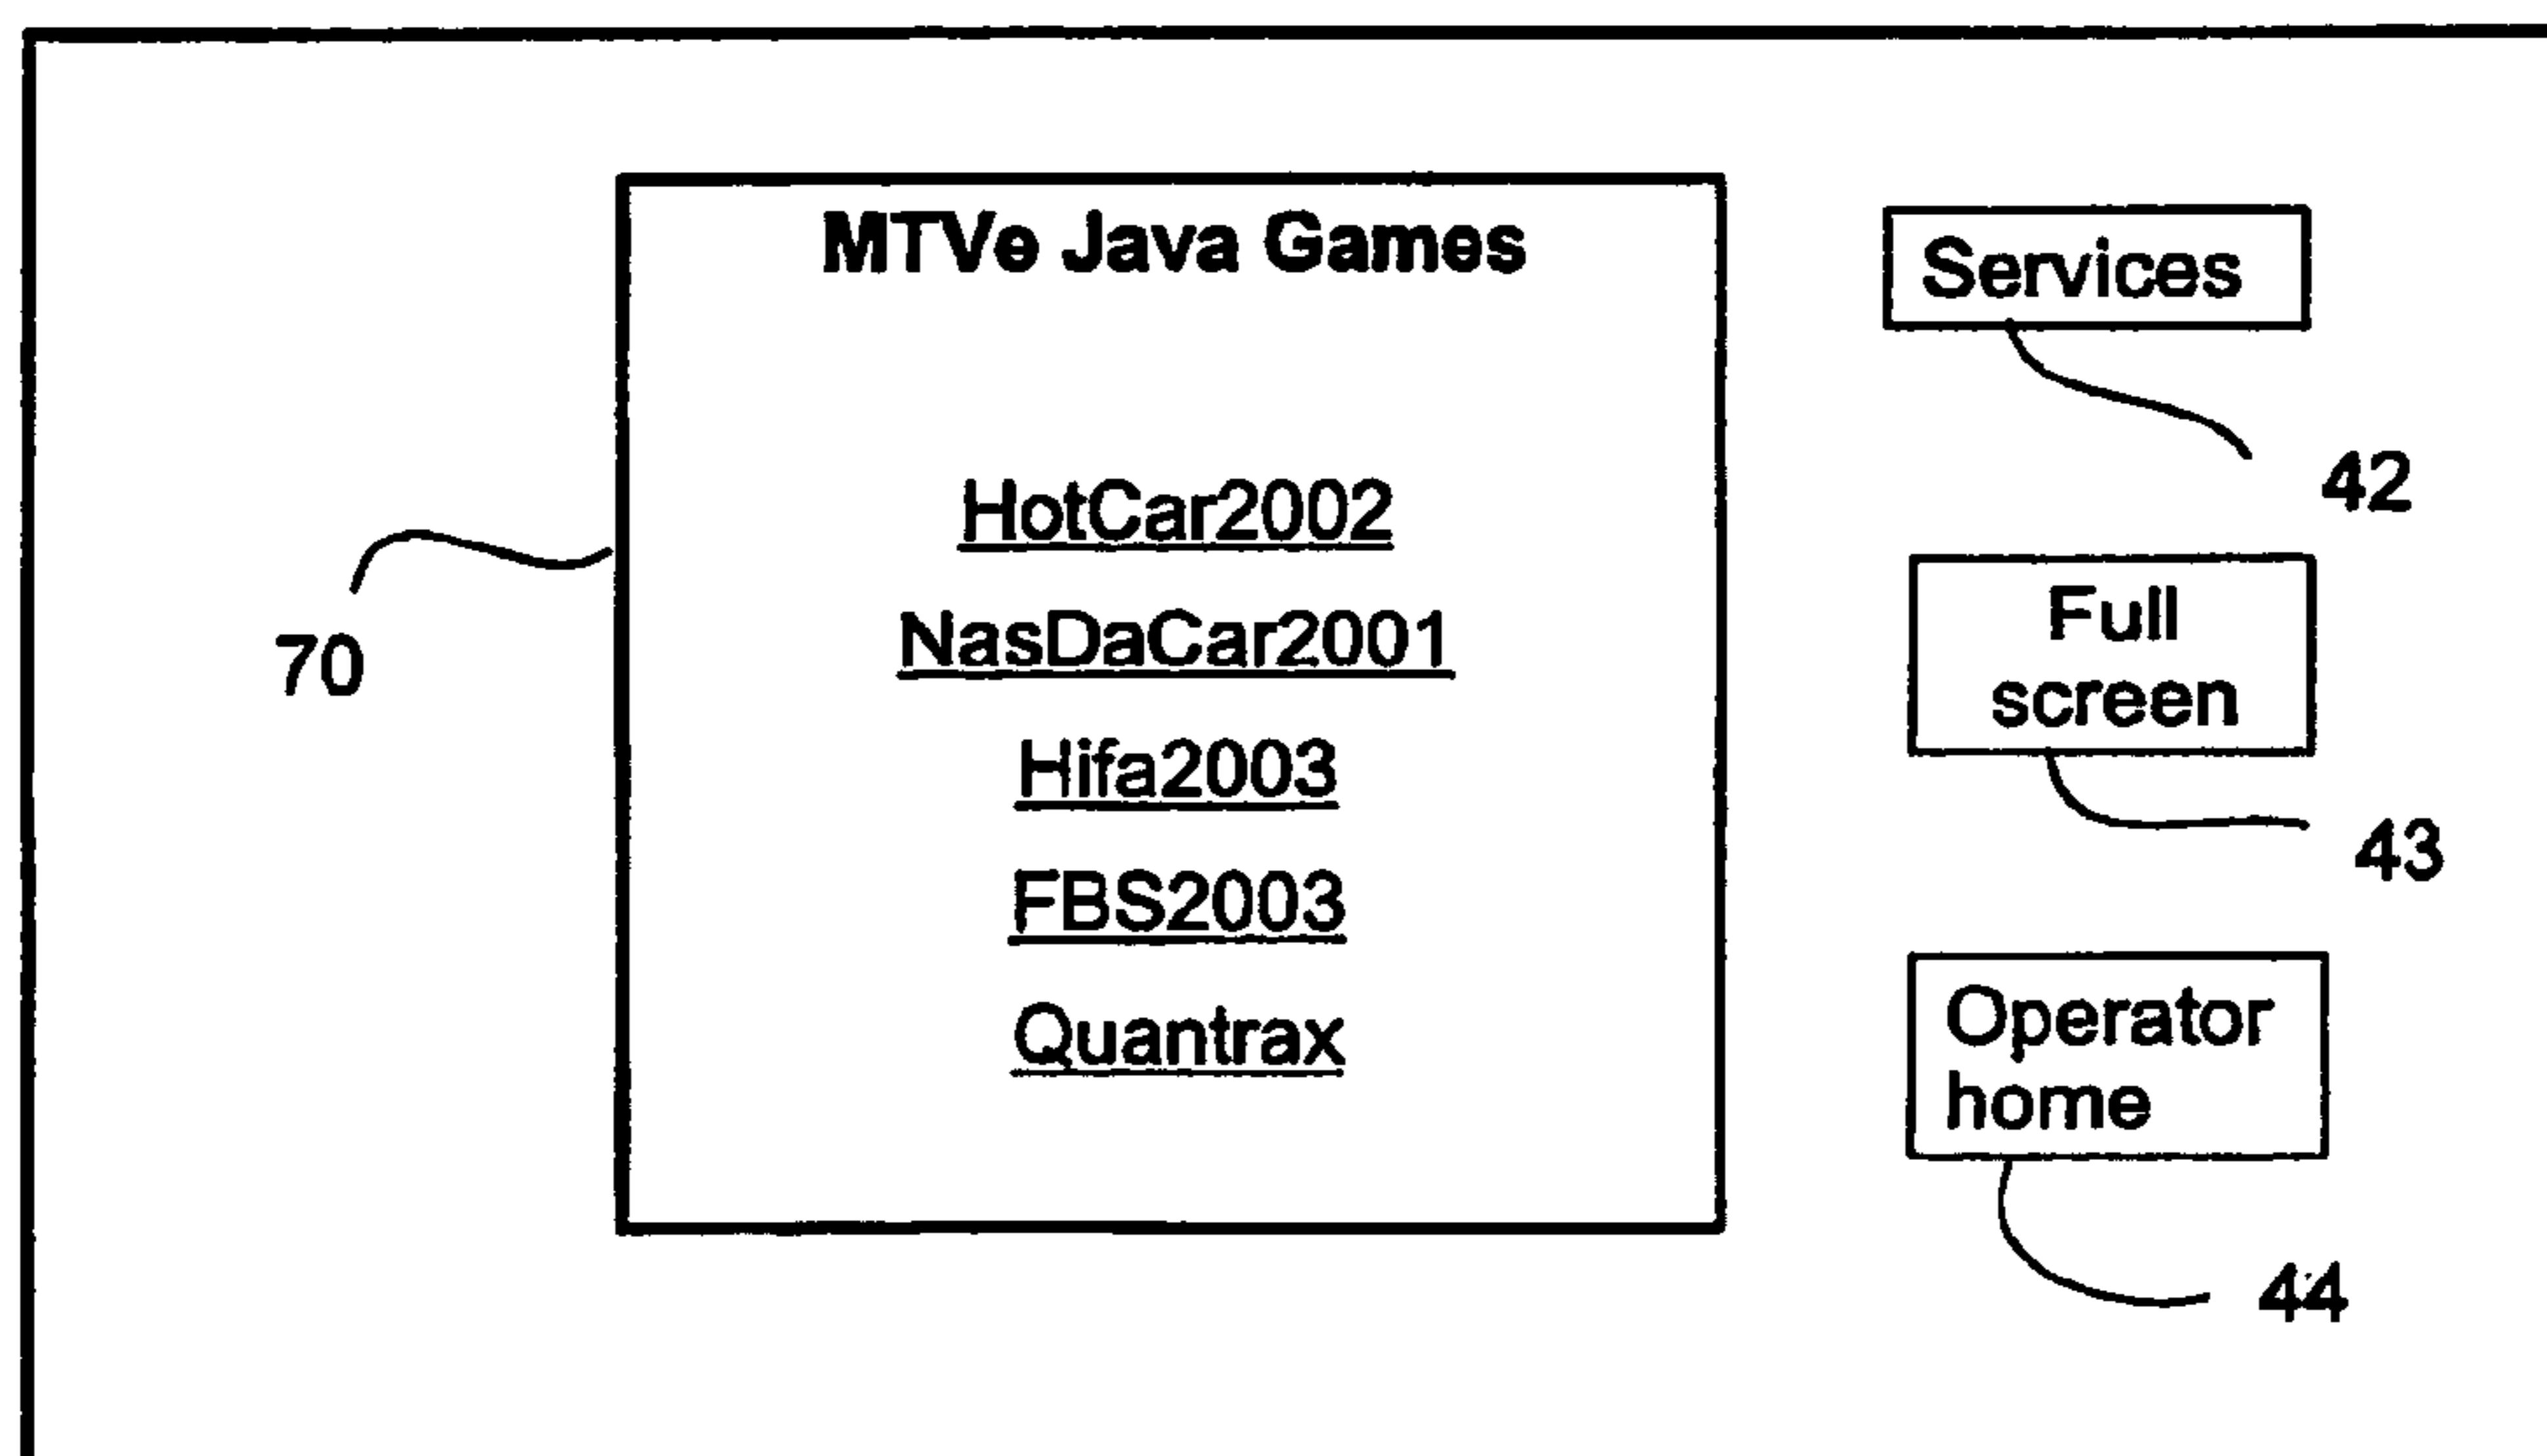 MTVe Java Games
HotCar2002
NasDaCar2001
Hifa2003
FBS2003
Quantrax
70
Services
42
Full
screen
43
Operator
home
44